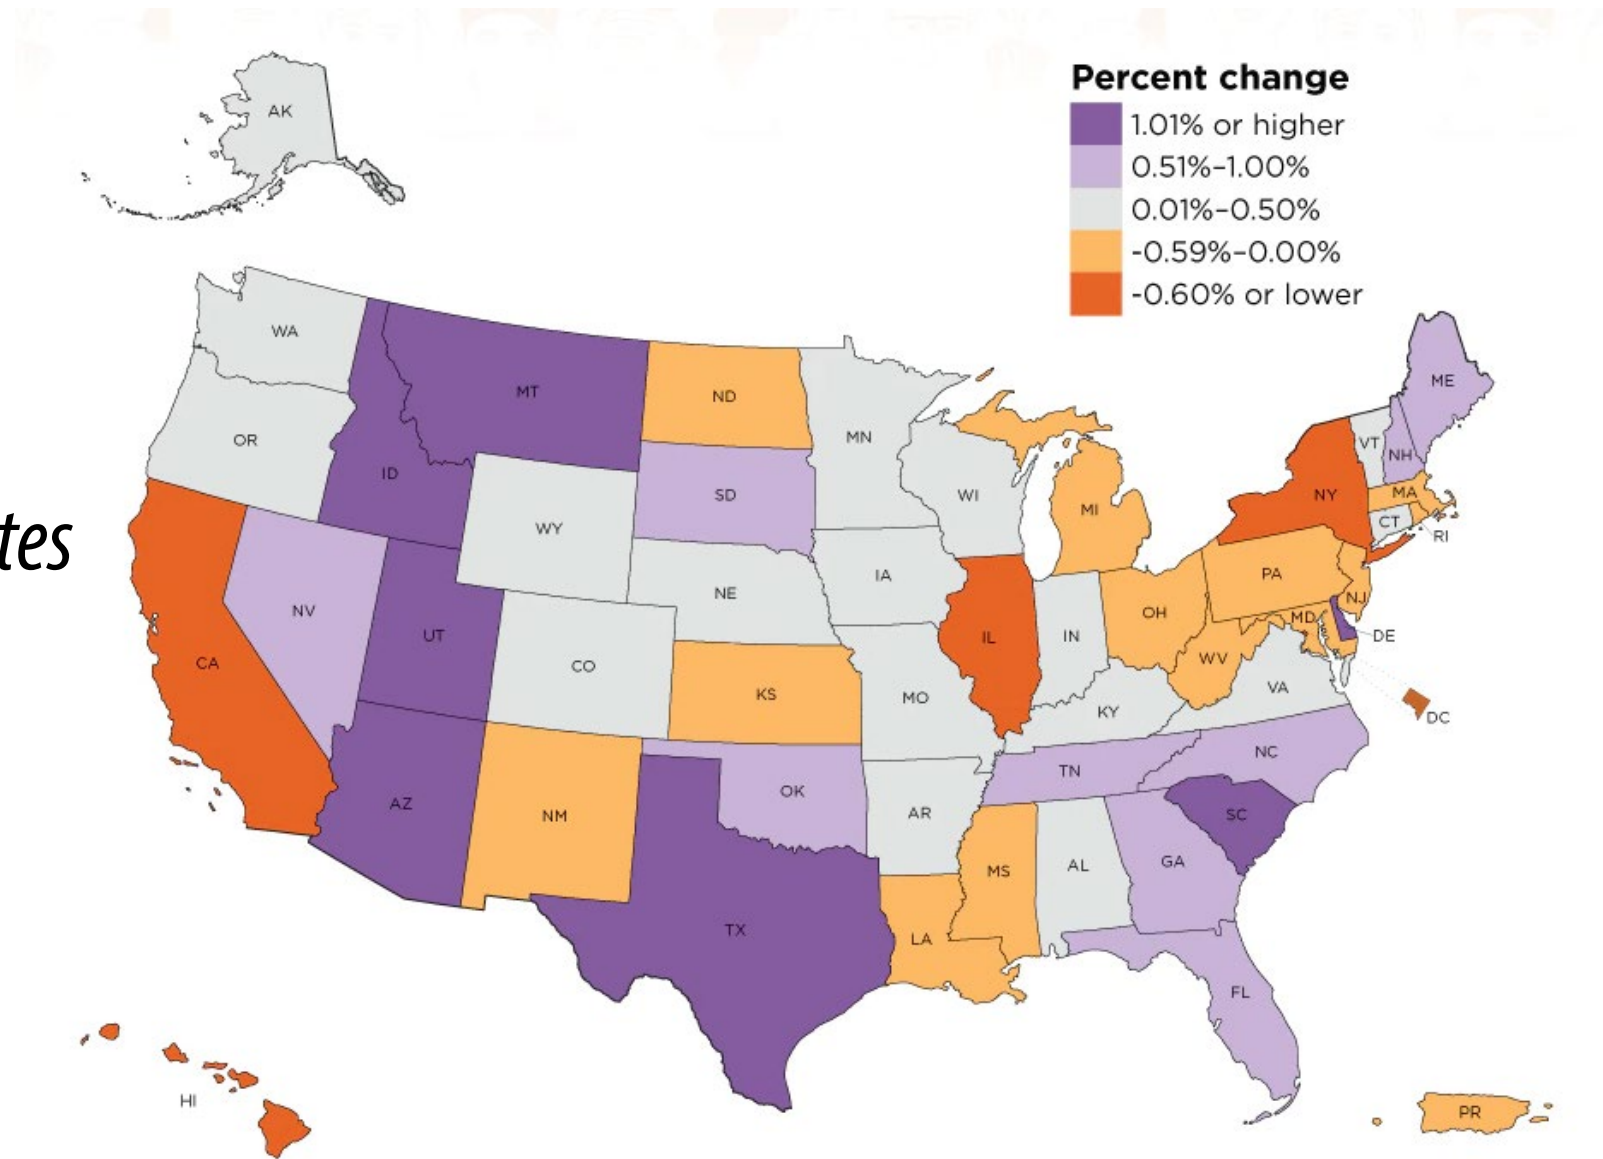 Percent change
1.01% or higher
0.51%–1.00%
0.01%–0.50%
-0.59%–0.00%
-0.60% or lower
AK
WA
MT
ND
MN
ME
OR
ID
SD
WI
MI
NY
VT
NH
MA
CT
RI
tes
WY
IA
NE
PA
NJ
NV
UT
CO
IL
IN
OH
MD
DE
CA
KS
MO
WV
VA
KY
DC
AZ
NM
OK
TN
NC
AR
SC
MS
AL
GA
TX
LA
FL
HI
PR